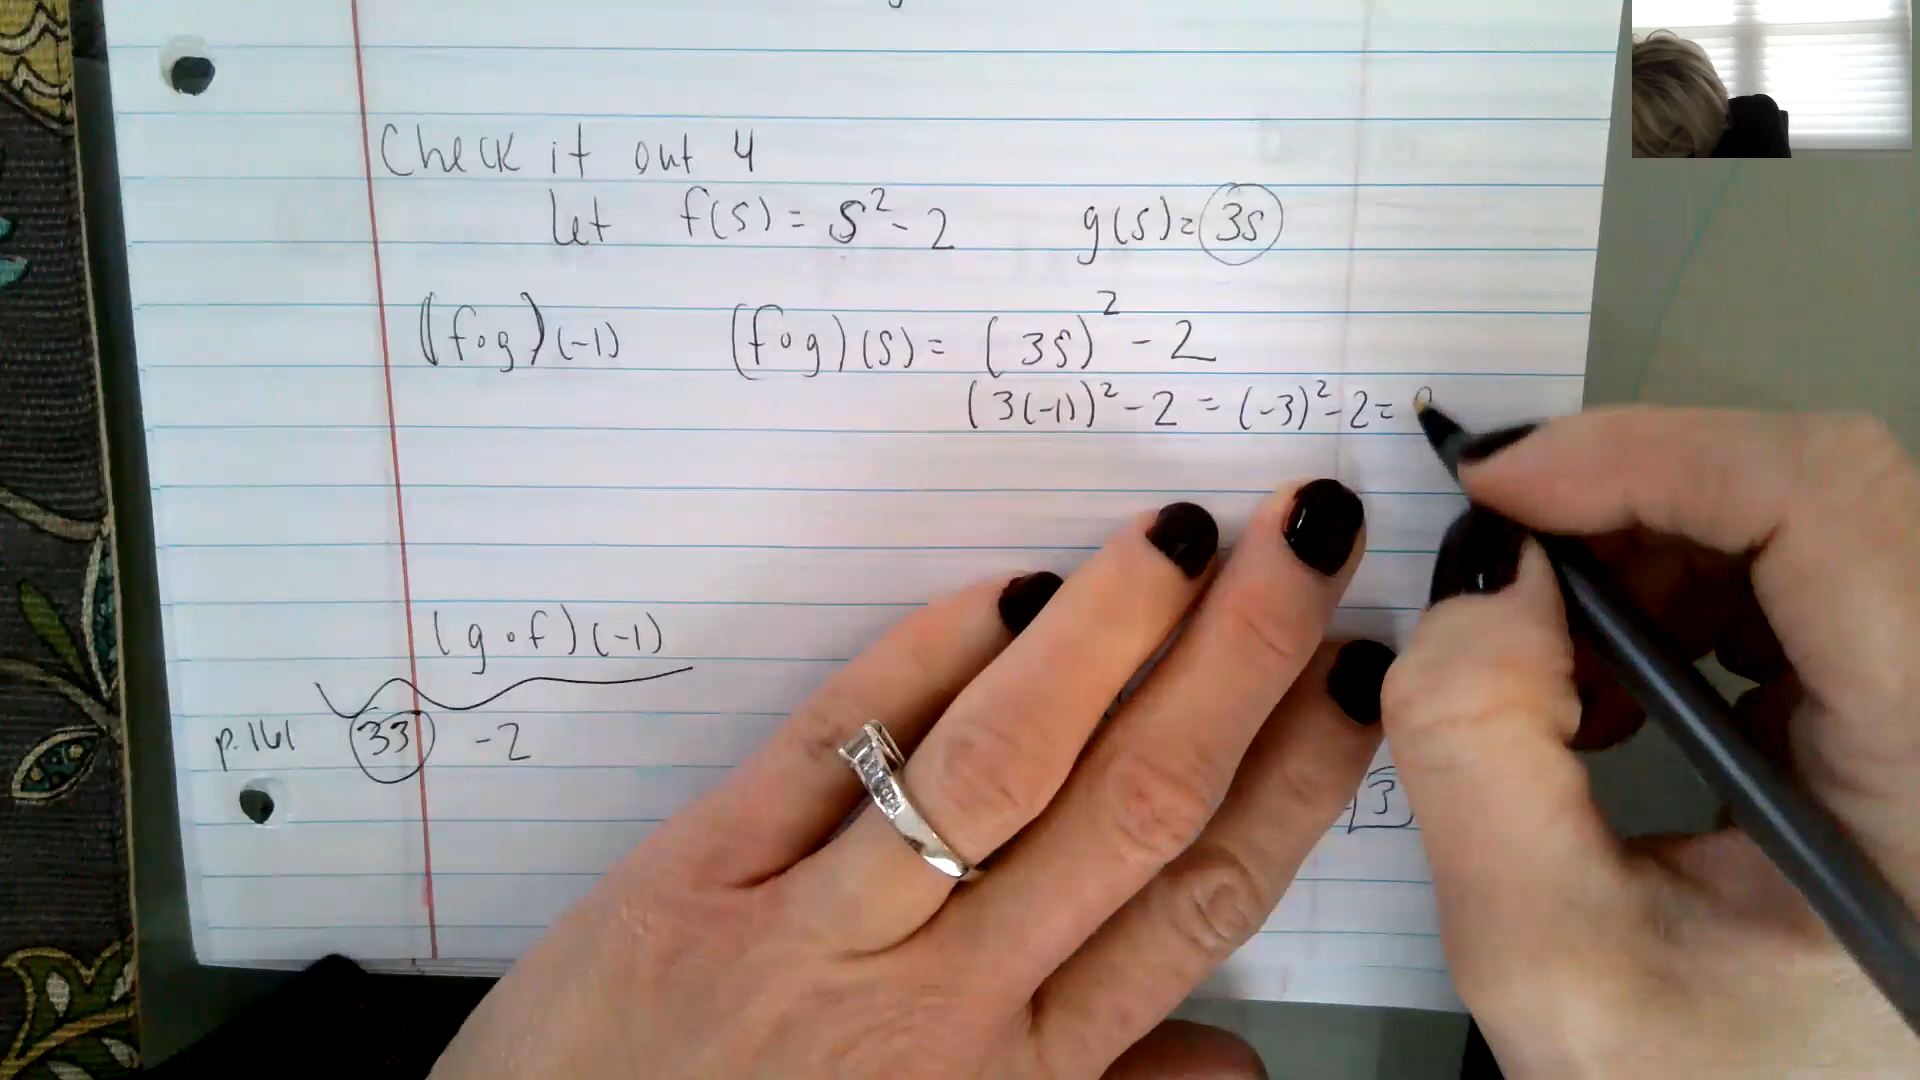 Check it out 4
let f(s) = s² - 2 g(s) = 3s
(f∘g)(-1) (f∘g)(s) = (3s)² - 2
(3(-1))² - 2 = (-3)² - 2 =
(g∘f)(-1)
p.161 33 -2
3